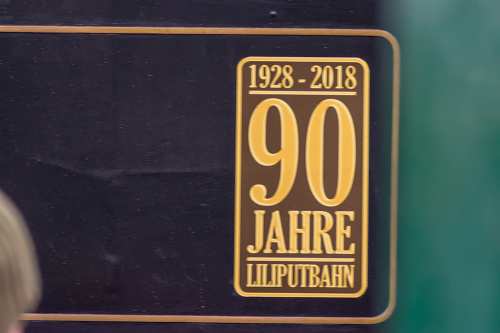 1928 - 2018
90
JAHRE
LILIPUTBAHN